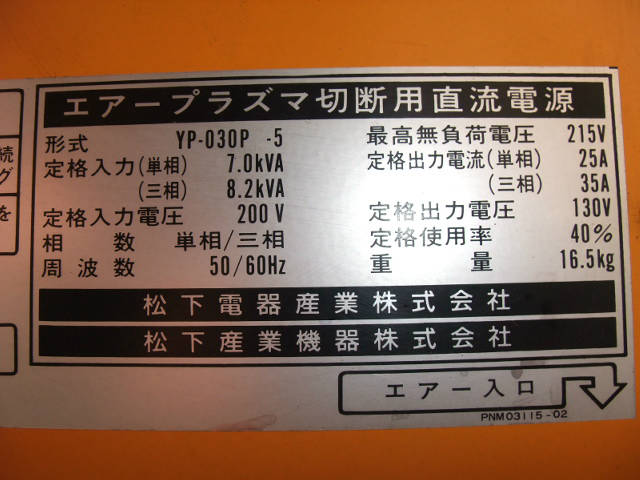 エアープラズマ切断用直流電源
形式 YP-030P -5
定格入力(単相) 7.0kVA
(三相) 8.2kVA
定格入力電圧 200V
相数 単相/三相
周波数 50/60Hz
最高無負荷電圧 215V
定格出力電流(単相) 25A
(三相) 35A
定格出力電圧 130V
定格使用率 40%
重量 16.5kg
松下電器産業株式会社
松下産業機器株式会社
エアー入口
PNM03115-02
続
グ
を